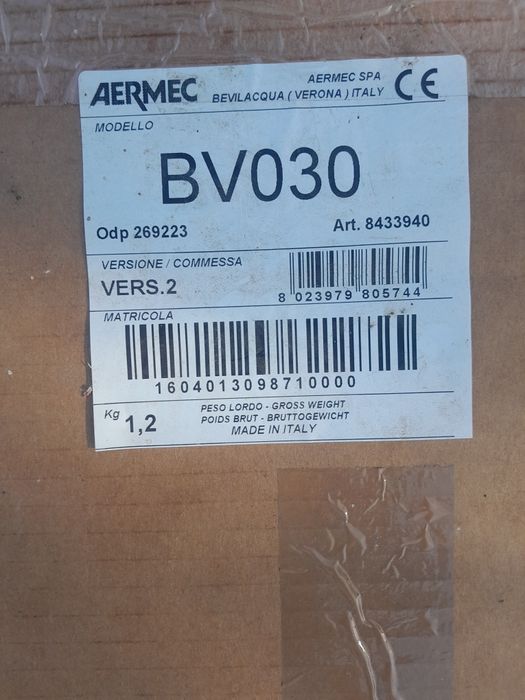 AERMEC
AERMEC SPA
BEVILACQUA ( VERONA ) ITALY
CE
MODELLO
BV030
Odp 269223
Art. 8433940
VERSIONE / COMMESSA
VERS.2
8 023979 805744
MATRICOLA
1604013098710000
Kg 1,2
PESO LORDO - GROSS WEIGHT
POIDS BRUT - BRUTTOGEWICHT
MADE IN ITALY